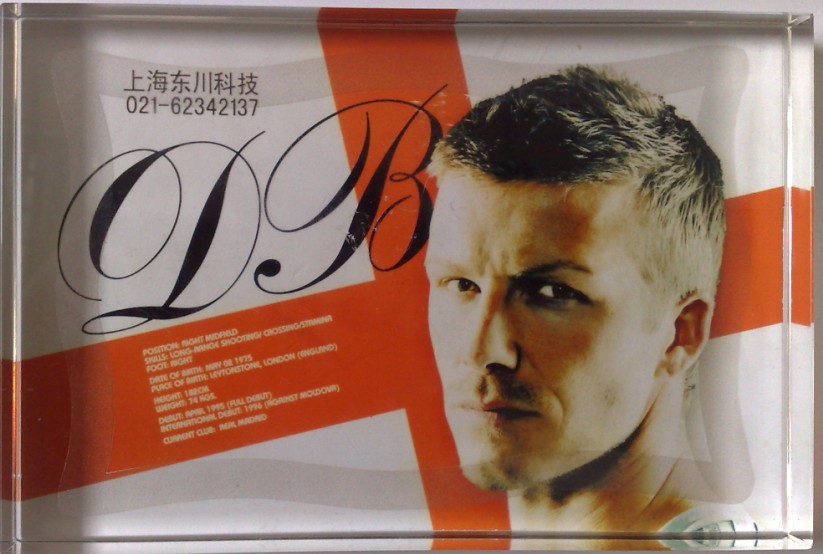 上海东川科技
021-62342137
DB
POSITION: RIGHT MIDFIELD
SKILLS: LONG-RANGE SHOOTING/ CROSSING/STAMINA
FOOT: RIGHT
DATE OF BIRTH: MAY 02 1975
PLACE OF BIRTH: LEYTONSTONE, LONDON (ENGLAND)
HEIGHT: 182CM
WEIGHT: 74 KGS.
DEBUT: APRIL 1995 (FULL DEBUT)
INTERNATIONAL DEBUT: 1996 (AGAINST MOLDOVA)
CURRENT CLUB: REAL MADRID